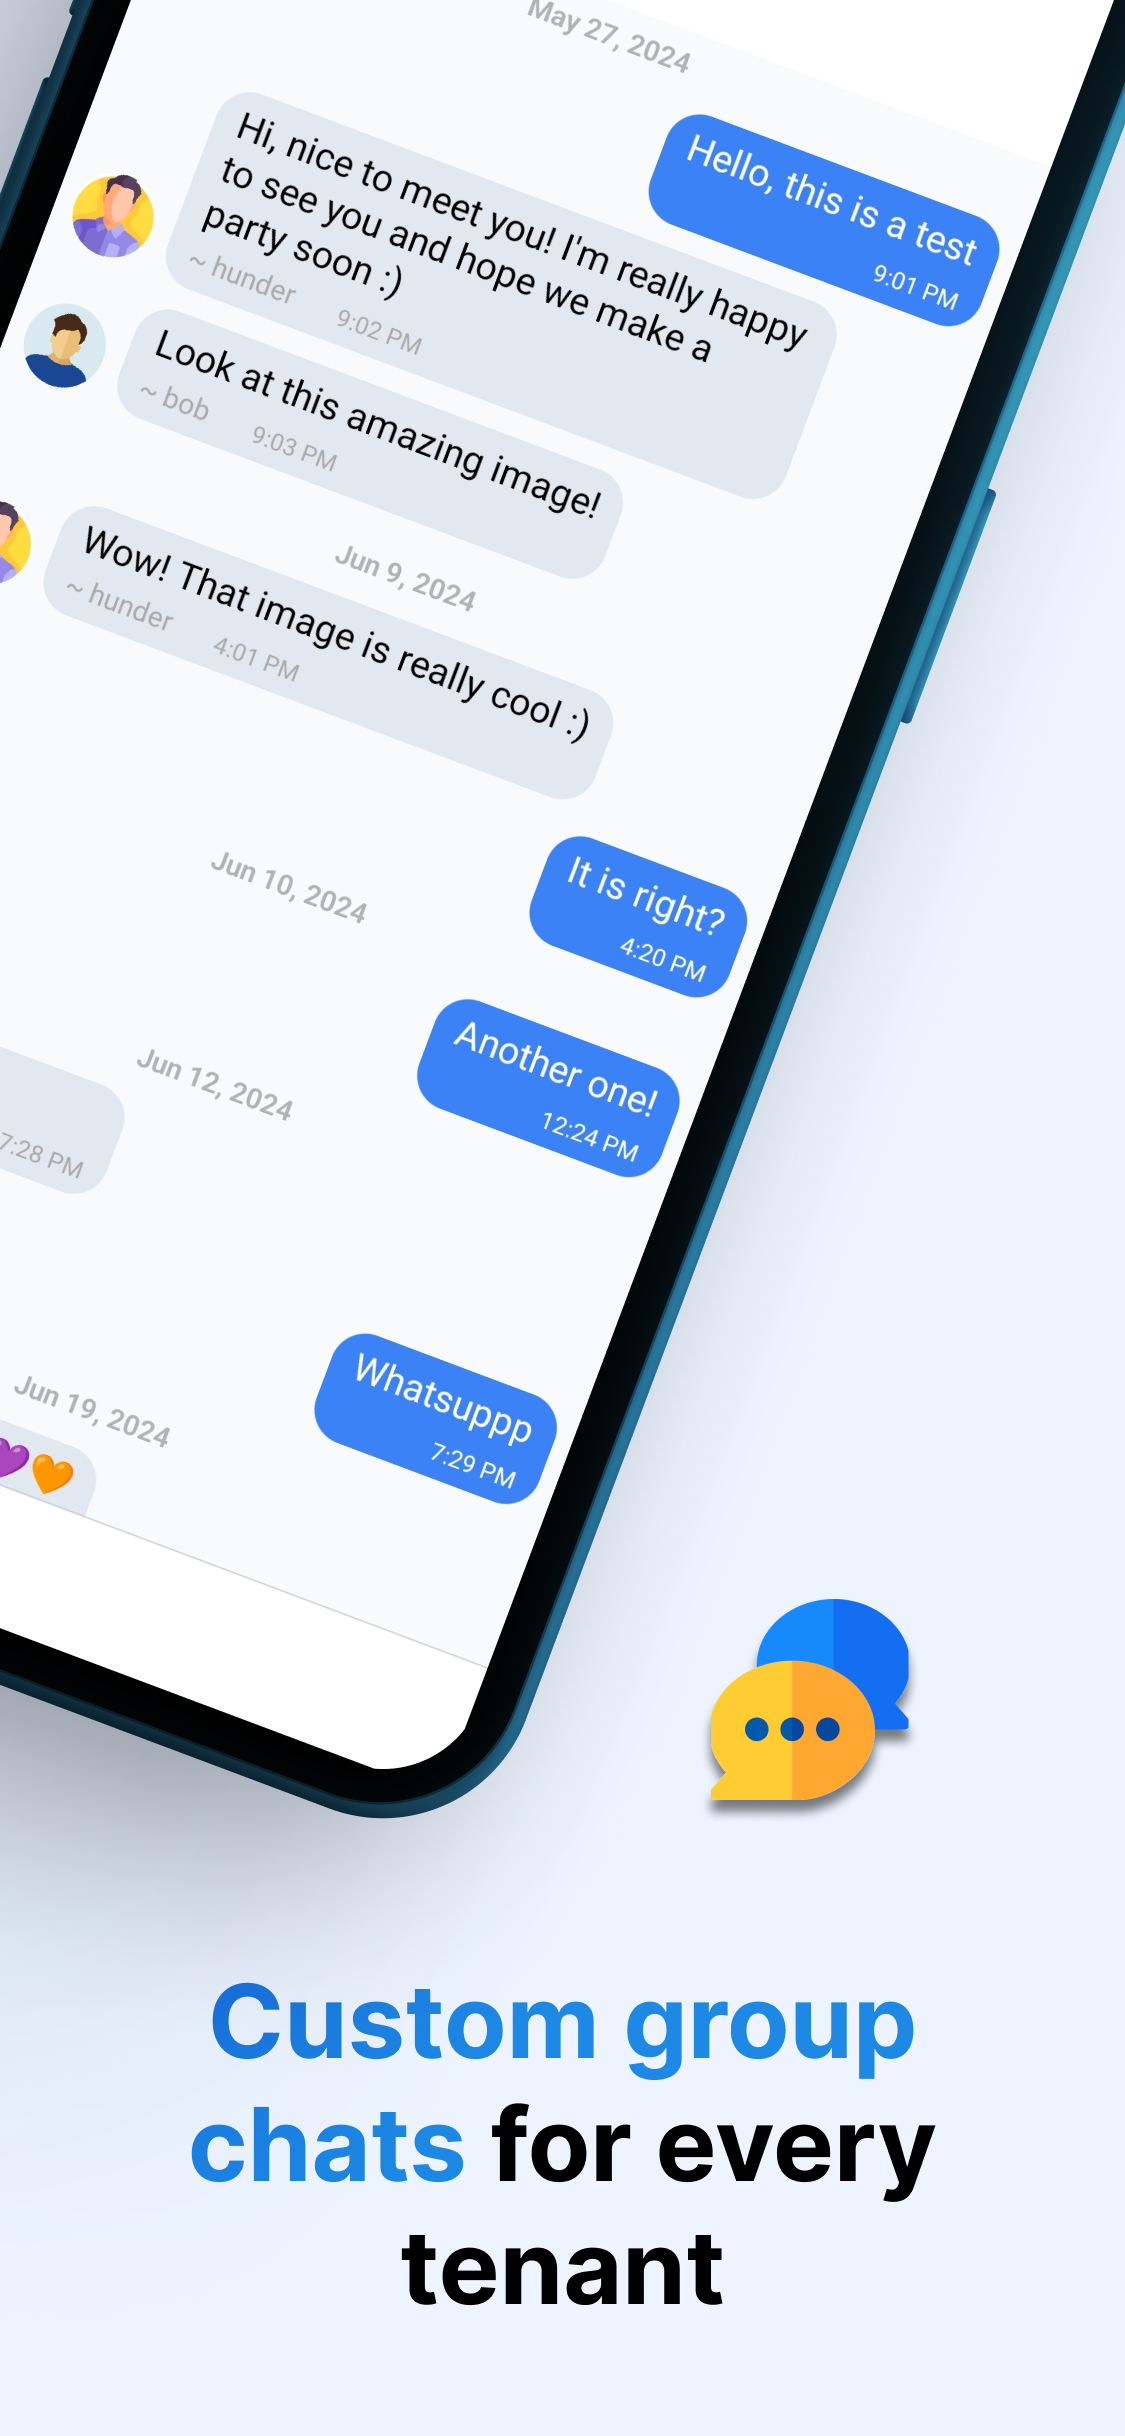 May 27, 2024
Hello, this is a test
9:01 PM
Hi, nice to meet you! I'm really happy
to see you and hope we make a
party soon :)
~ hunder 9:02 PM
Look at this amazing image!
~ bob 9:03 PM
Jun 9, 2024
Wow! That image is really cool :)
~ hunder 4:01 PM
It is right?
4:20 PM
Jun 10, 2024
Another one!
12:24 PM
Jun 12, 2024
7:28 PM
Whatsuppp
7:29 PM
Jun 19, 2024
💜🧡
Custom group
chats for every
tenant